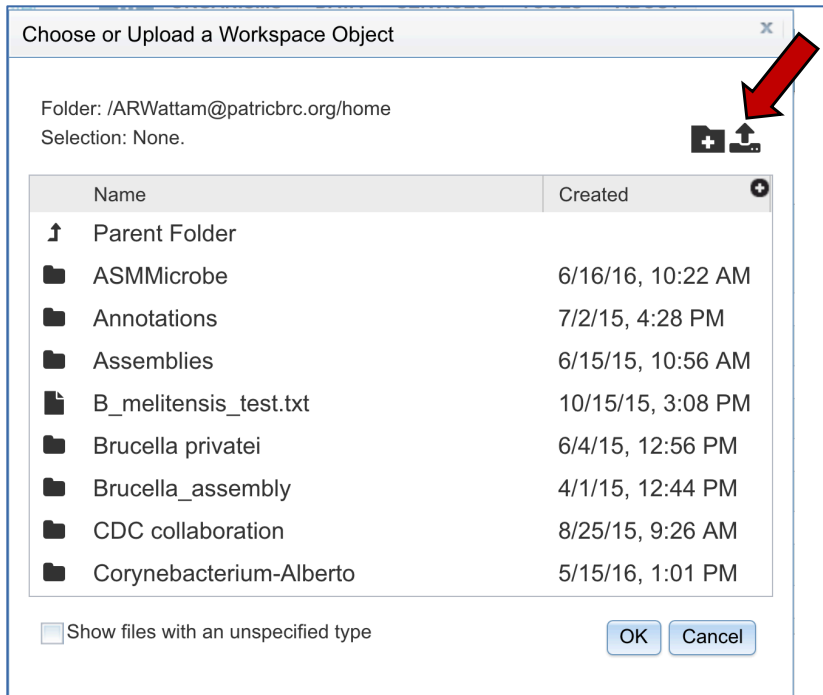 Choose or Upload a Workspace Object
x
Folder: /ARWattam@patricbrc.org/home
Selection: None.
Name Created
Parent Folder
ASMMicrobe 6/16/16, 10:22 AM
Annotations 7/2/15, 4:28 PM
Assemblies 6/15/15, 10:56 AM
B_melitensis_test.txt 10/15/15, 3:08 PM
Brucella privatei 6/4/15, 12:56 PM
Brucella_assembly 4/1/15, 12:44 PM
CDC collaboration 8/25/15, 9:26 AM
Corynebacterium-Alberto 5/15/16, 1:01 PM
Show files with an unspecified type OK Cancel